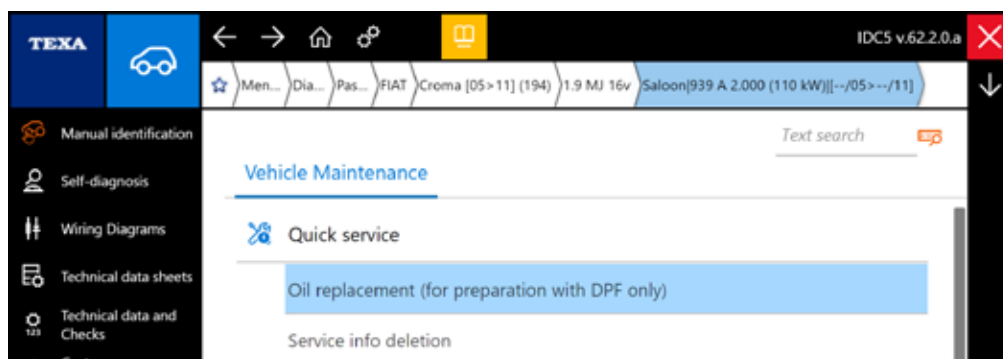 TEXA
IDC5 v.62.2.0.a
Men...
Dia...
Pas...
FIAT
Croma [05>11] (194)
1.9 MJ 16v
Saloon|939 A 2.000 (110 kW)|[--/05>--/11]
Manual identification
Self-diagnosis
Wiring Diagrams
Technical data sheets
123
Technical data and
Checks
Text search
Vehicle Maintenance
Quick service
Oil replacement (for preparation with DPF only)
Service info deletion